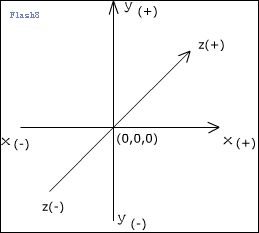 y (+)
Flash8
z(+)
x (-)
(0,0,0)
x (+)
z(-)
y (-)